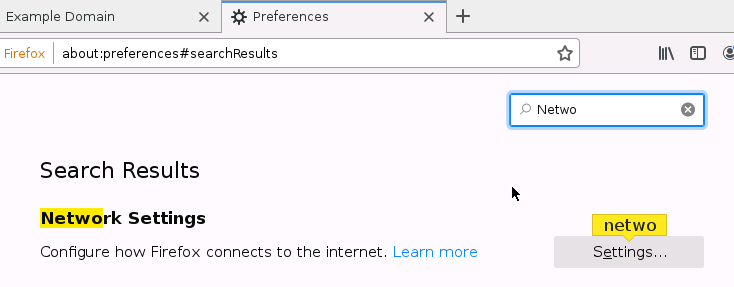 Example Domain
Preferences
Firefox
about:preferences#searchResults
Netwo
Search Results
Network Settings
netwo
Configure how Firefox connects to the internet. Learn more
Settings...